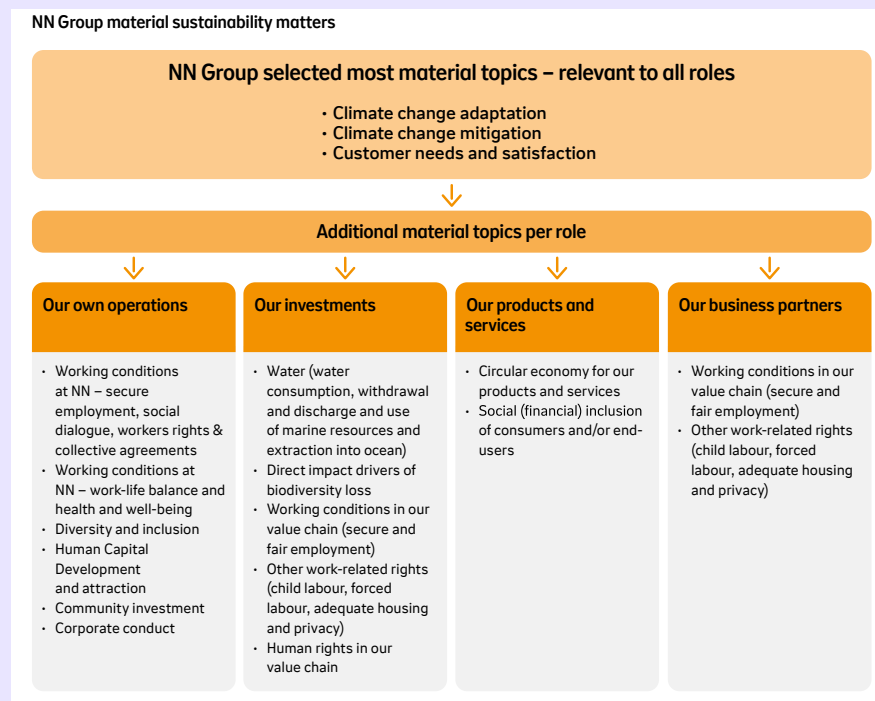 NN Group material sustainability matters
NN Group selected most material topics – relevant to all roles
· Climate change adaptation
· Climate change mitigation
· Customer needs and satisfaction
Additional material topics per role
Our own operations
· Working conditions
at NN – secure
employment, social
dialogue, workers rights &
collective agreements
· Working conditions at
NN – work-life balance and
health and well-being
· Diversity and inclusion
· Human Capital
Development
and attraction
· Community investment
· Corporate conduct
Our investments
· Water (water
consumption, withdrawal
and discharge and use
of marine resources and
extraction into ocean)
· Direct impact drivers of
biodiversity loss
· Working conditions in our
value chain (secure and
fair employment)
· Other work-related rights
(child labour, forced
labour, adequate housing
and privacy)
· Human rights in our
value chain
Our products and
services
· Circular economy for our
products and services
· Social (financial) inclusion
of consumers and/or end-
users
Our business partners
· Working conditions in our
value chain (secure and
fair employment)
· Other work-related rights
(child labour, forced
labour, adequate housing
and privacy)